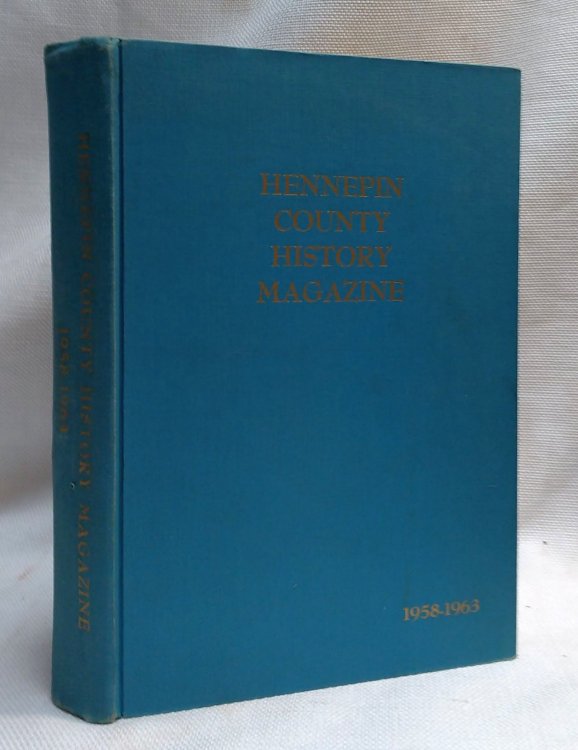 HENNEPIN
COUNTY
HISTORY
MAGAZINE
1958-1963
HENNEPIN COUNTY HISTORY MAGAZINE
1958-1963